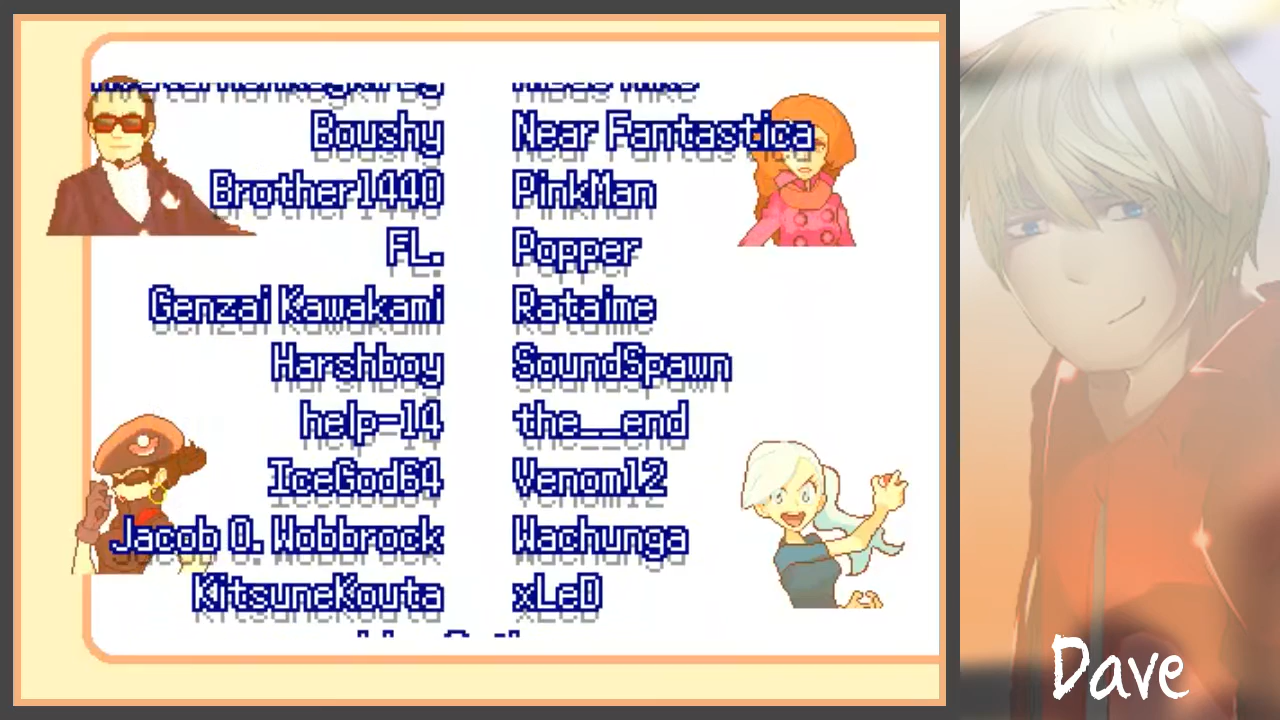 Boushy Near Fantastica
Brother1440 PinkMan
FL. Popper
Genzai Kawakami Rataime
Harshboy SoundSpawn
help-14 the__end
IceGod64 Venom12
Jacob O. Wobbrock Wachunga
KitsuneKouta xLeD
Dave